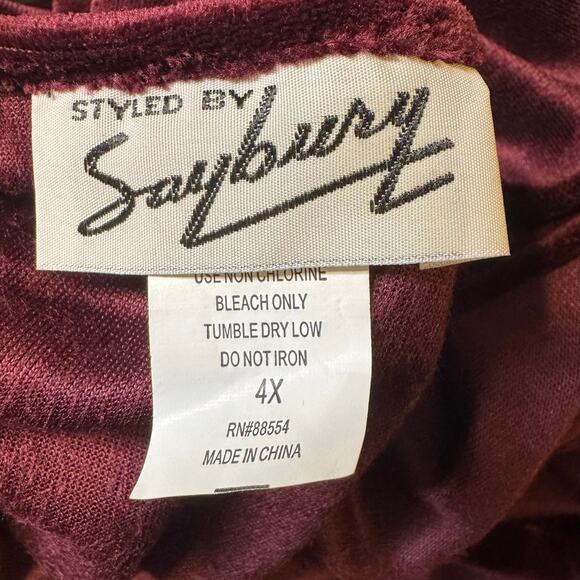 STYLED BY
Saybury
USE NON CHLORINE
BLEACH ONLY
TUMBLE DRY LOW
DO NOT IRON
4X
RN#88554
MADE IN CHINA